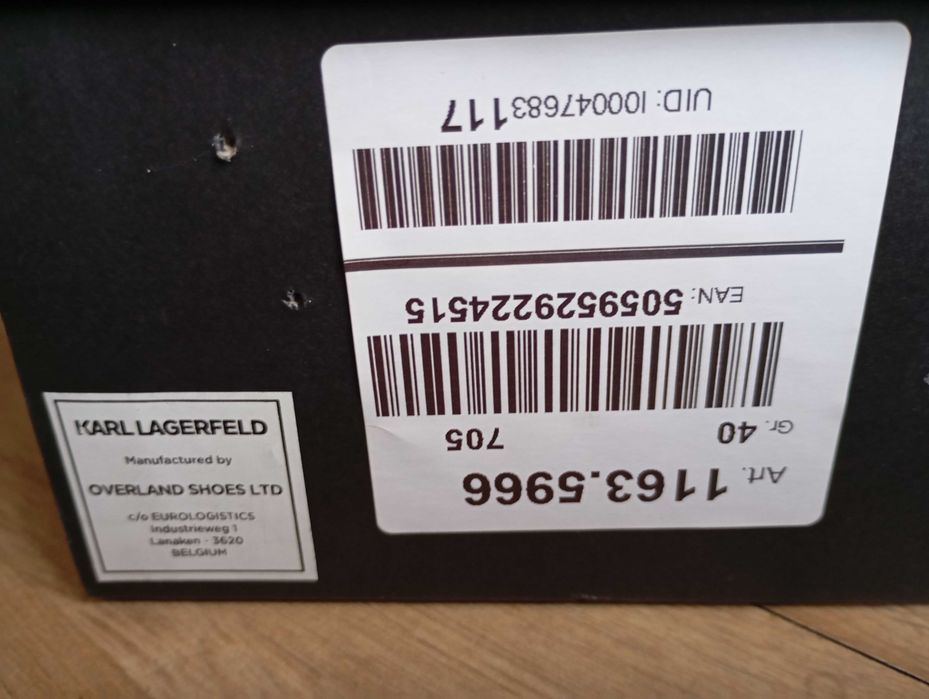 Art. 1163.5966
Gr. 40 705
EAN: 5059529224515
UID: I00047683117
KARL LAGERFELD
Manufactured by
OVERLAND SHOES LTD
c/o EUROLOGISTICS
Industrieweg 1
Lanaken - 3620
BELGIUM